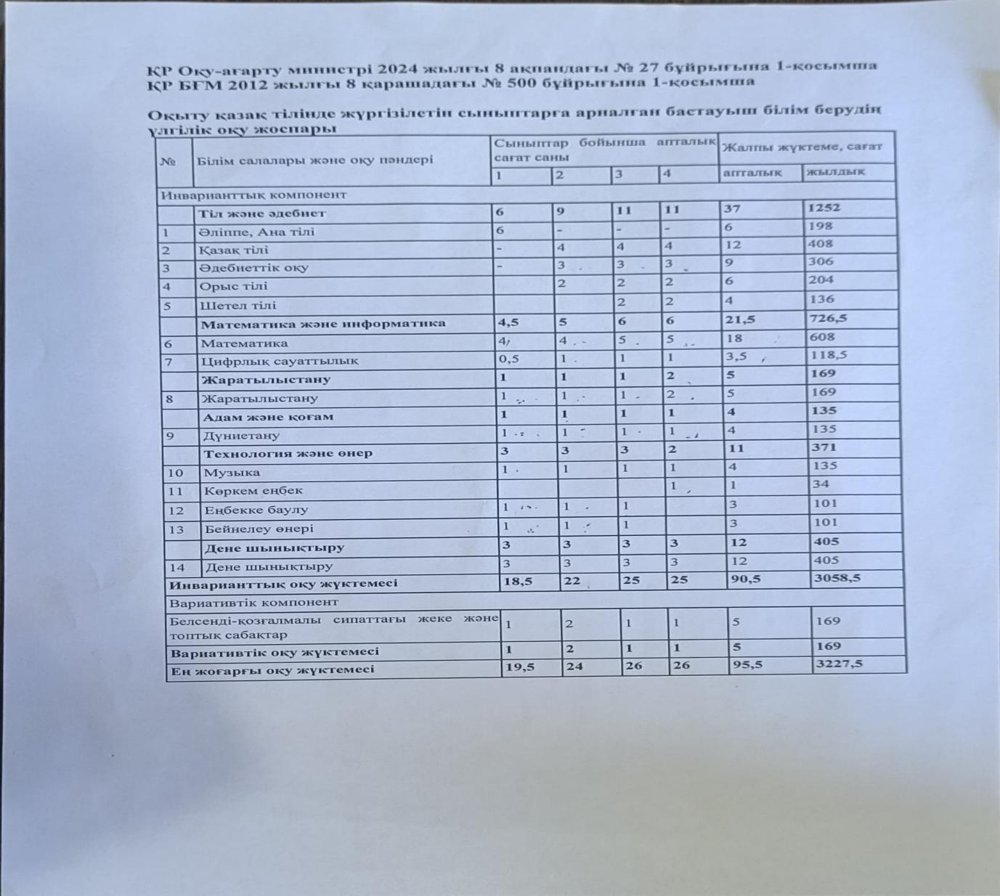 ҚР Оқу-ағарту министрі 2024 жылғы 8 ақпандағы № 27 бұйрығына 1-қосымша
ҚР БҒМ 2012 жылғы 8 қарашадағы № 500 бұйрығына 1-қосымша
Оқыту қазақ тілінде жүргізілетін сыныптарға арналған бастауыш білім берудің
үлгілік оқу жоспары
№ Білім салалары және оқу пәндері Сыныптар бойынша апталық сағат саны Жалпы жүктеме, сағат
1 2 3 4 апталық жылдық
Инварианттық компонент
Тіл және әдебиет 6 9 11 11 37 1252
1 Әліппе, Ана тілі 6 - - - 6 198
2 Қазақ тілі - 4 4 4 12 408
3 Әдебиеттік оқу - 3 3 3 9 306
4 Орыс тілі 2 2 2 6 204
5 Шетел тілі 2 2 4 136
Математика және информатика 4,5 5 6 6 21,5 726,5
6 Математика 4 4 5 5 18 608
7 Цифрлық сауаттылық 0,5 1 1 1 3,5 118,5
Жаратылыстану 1 1 1 2 5 169
8 Жаратылыстану 1 1 1 2 5 169
Адам және қоғам 1 1 1 1 4 135
9 Дүниетану 1 1 1 1 4 135
Технология және өнер 3 3 3 2 11 371
10 Музыка 1 1 1 1 4 135
11 Көркем еңбек 1 1 34
12 Еңбекке баулу 1 1 1 3 101
13 Бейнелеу өнері 1 1 1 3 101
Дене шынықтыру 3 3 3 3 12 405
14 Дене шынықтыру 3 3 3 3 12 405
Инварианттық оқу жүктемесі 18,5 22 25 25 90,5 3058,5
Вариативтік компонент
Белсенді-қозғалмалы сипаттағы жеке және
топтық сабақтар 1 2 1 1 5 169
Вариативтік оқу жүктемесі 1 2 1 1 5 169
Ең жоғарғы оқу жүктемесі 19,5 24 26 26 95,5 3227,5